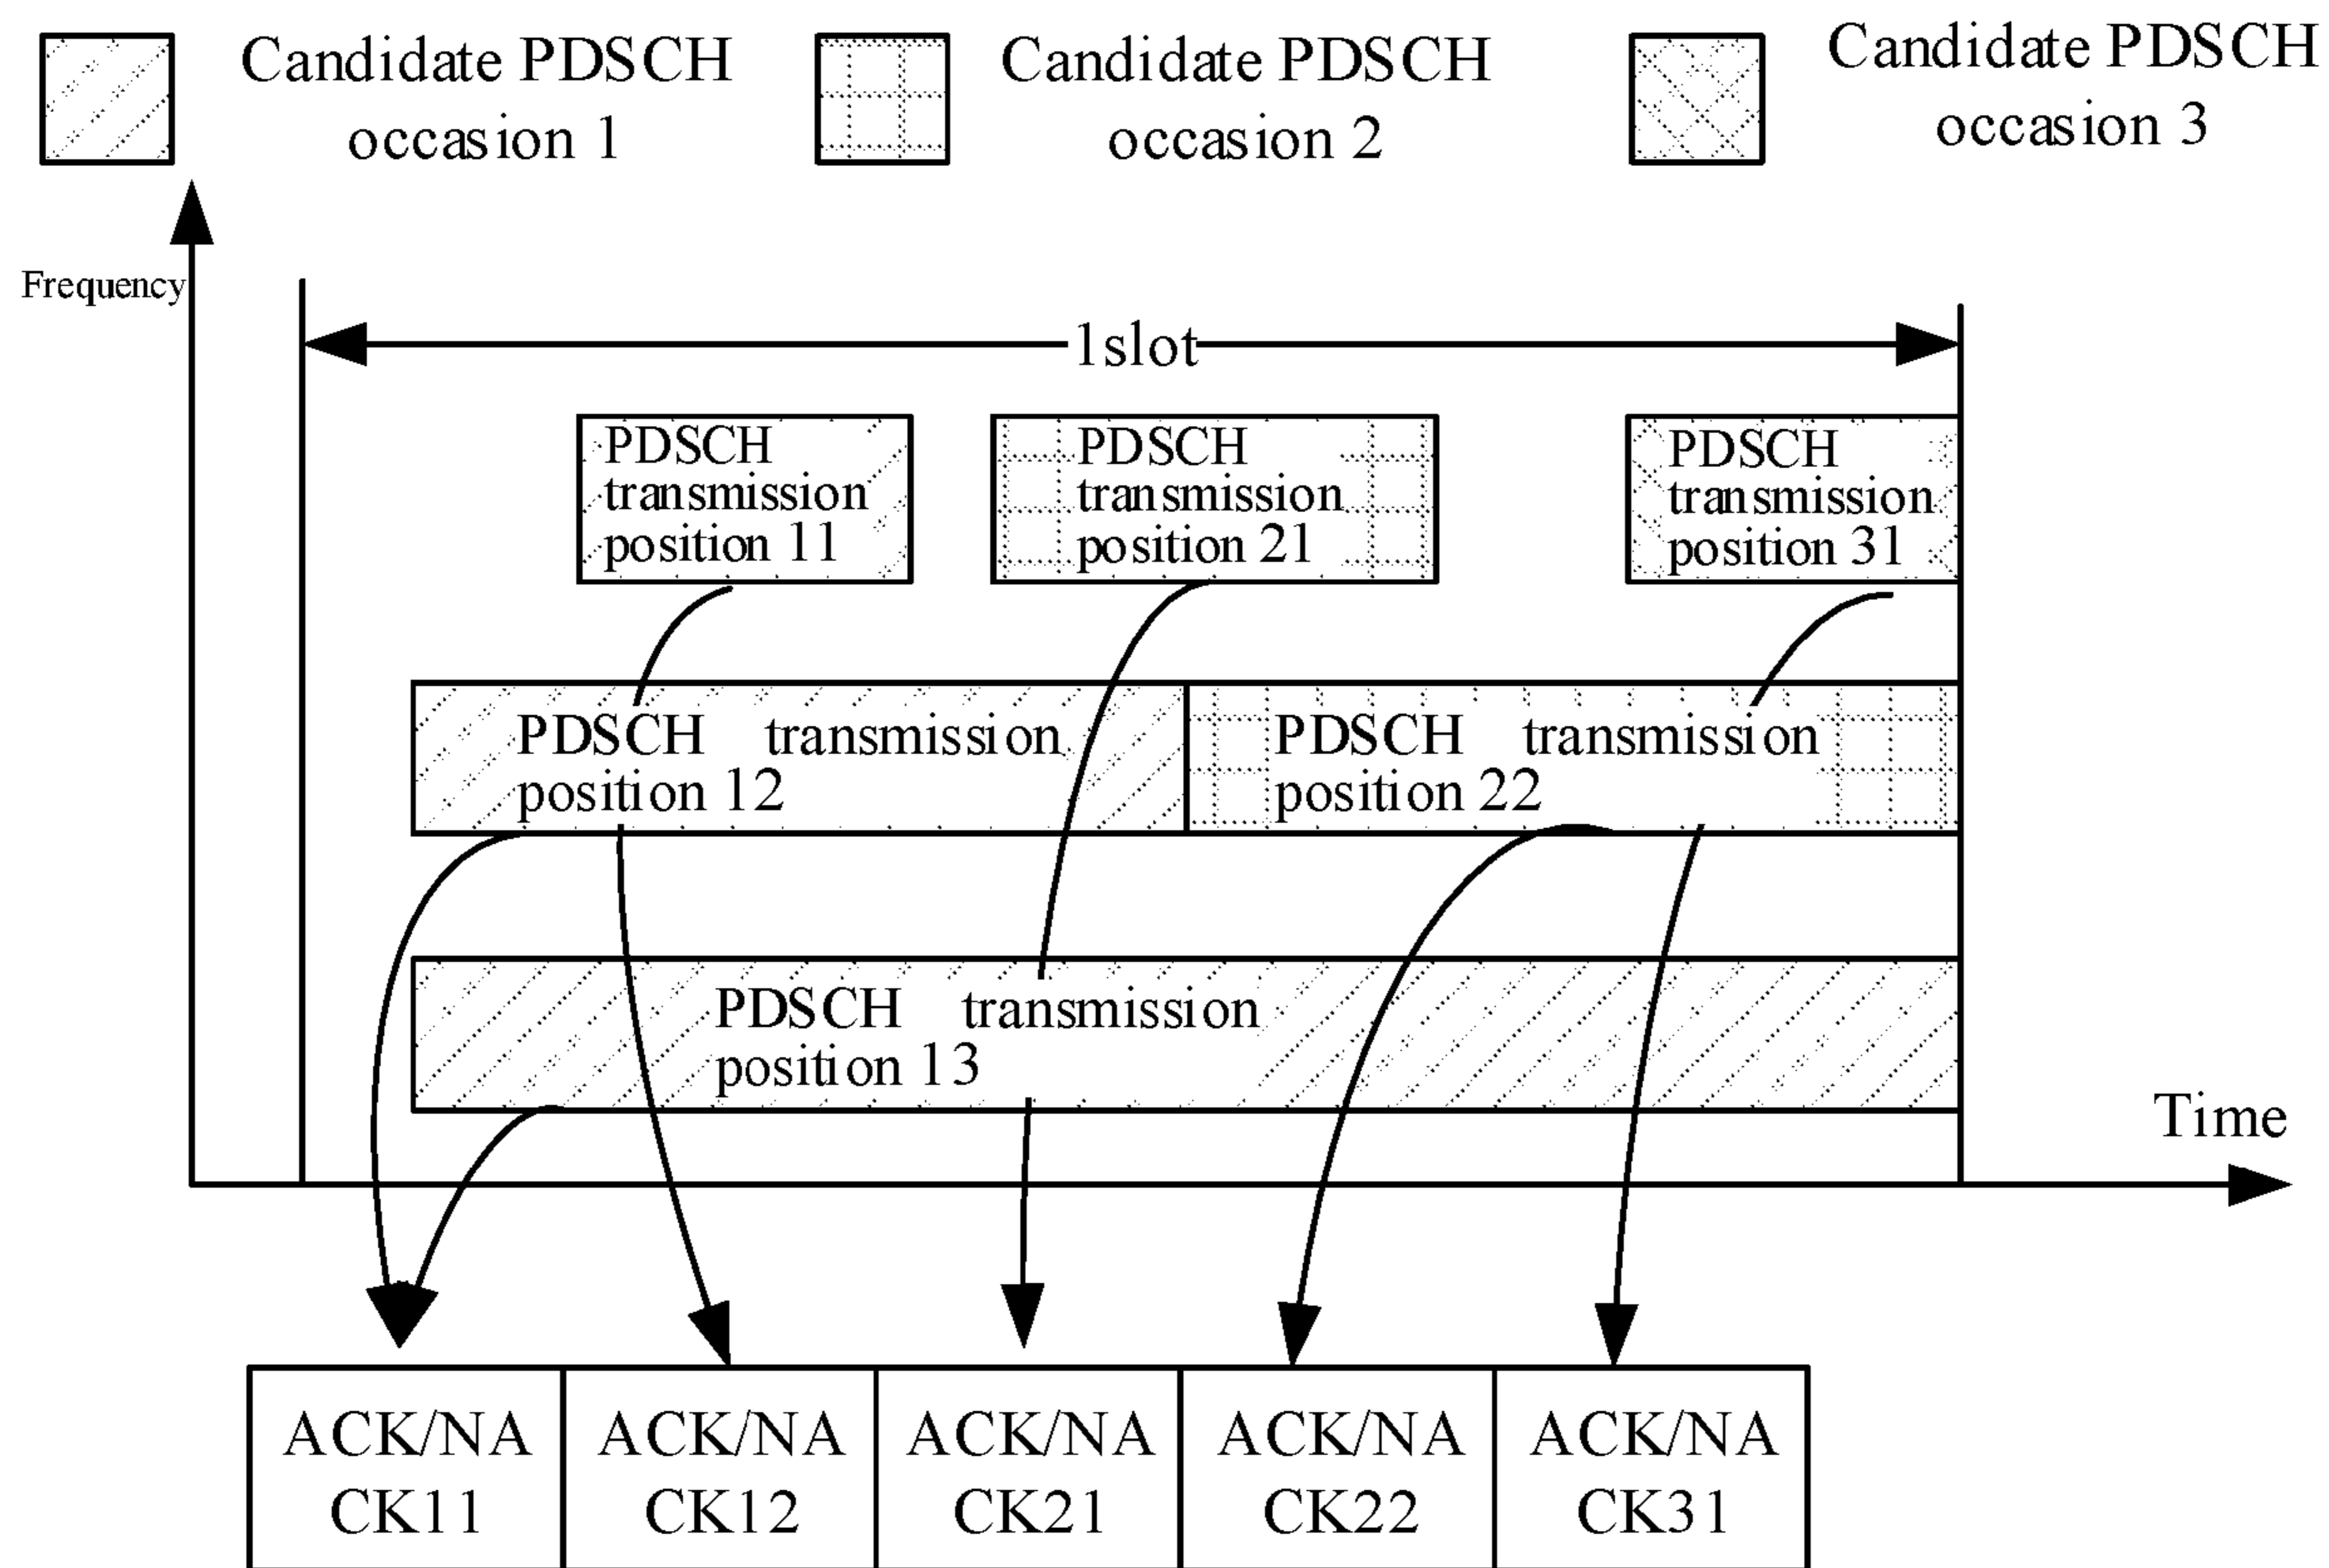 Candidate PDSCH
occasion 1
Candidate PDSCH
occasion 2
Candidate PDSCH
occasion 3
Frequency
1slot
PDSCH
transmission
position 11
PDSCH
transmission
position 21
PDSCH
transmission
position 31
PDSCH transmission
position 12
PDSCH transmission
position 22
PDSCH transmission
position 13
Time
ACK/NA
CK11
ACK/NA
CK12
ACK/NA
CK21
ACK/NA
CK22
ACK/NA
CK31